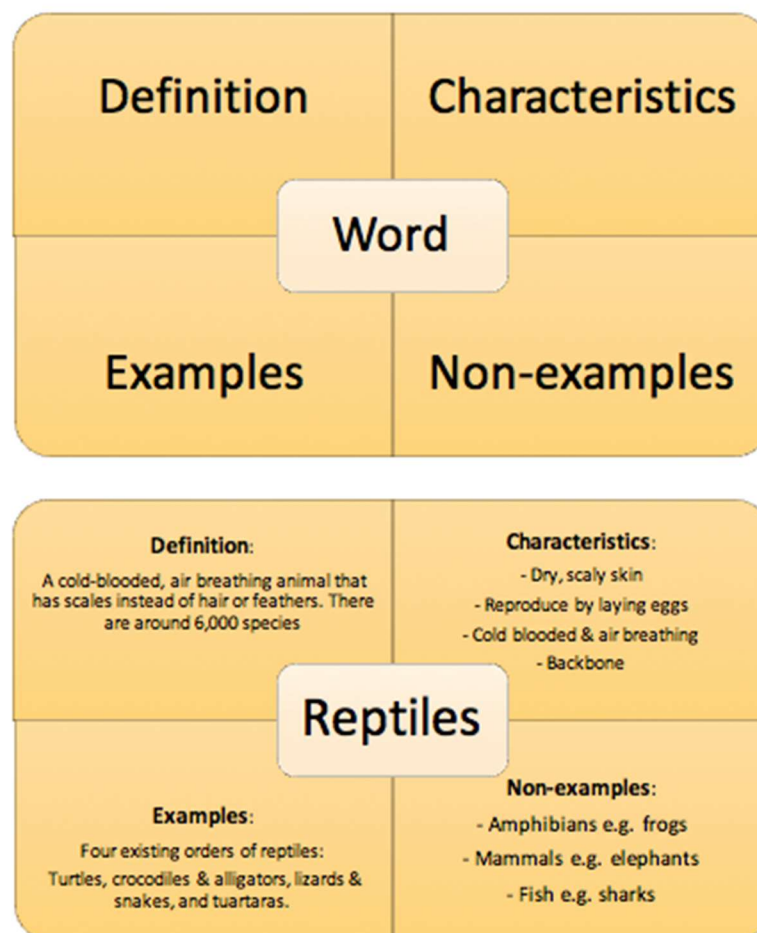 Definition
Characteristics
Word
Examples
Non-examples
Definition:
A cold-blooded, air breathing animal that
has scales instead of hair or feathers. There
are around 6,000 species
Characteristics:
- Dry, scaly skin
- Reproduce by laying eggs
- Cold blooded & air breathing
- Backbone
Reptiles
Examples:
Four existing orders of reptiles:
Turtles, crocodiles & alligators, lizards &
snakes, and tuartaras.
Non-examples:
- Amphibians e.g. frogs
- Mammals e.g. elephants
- Fish e.g. sharks